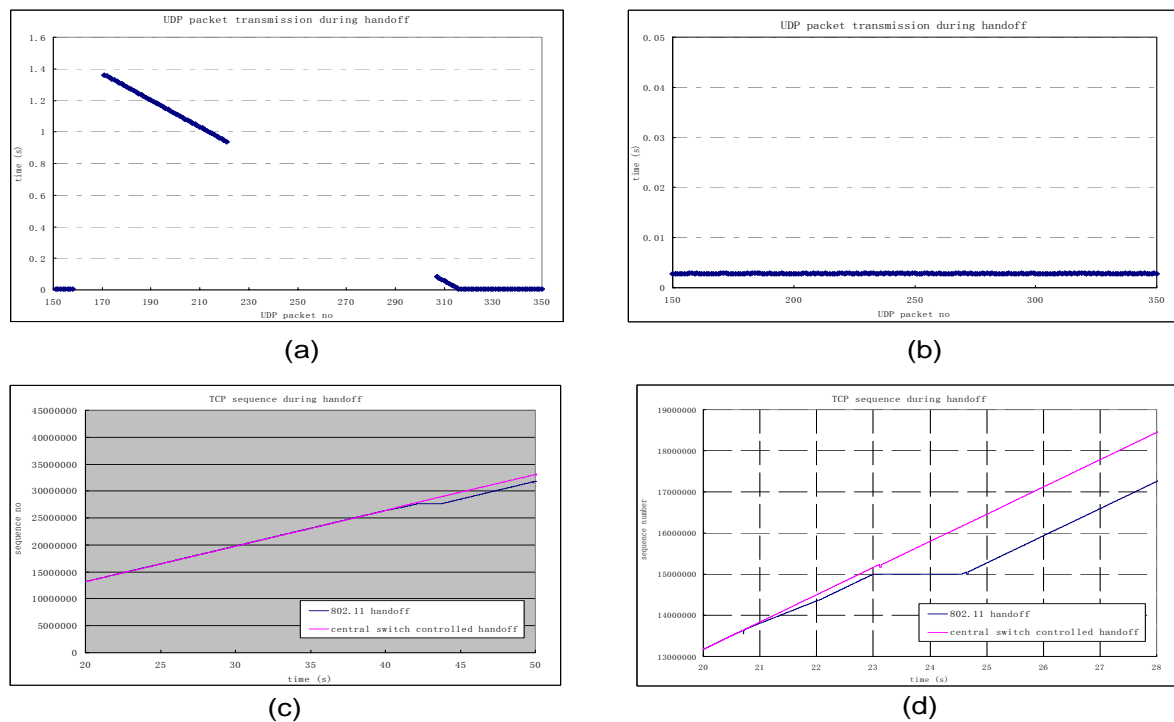 UDP packet transmission during handoff
1.6
1.4
1.2
1
0.8
0.6
0.4
0.2
0
time (s)
150 170 190 210 230 250 270 290 310 330 350
UDP packet no
(a)
UDP packet transmission during handoff
0.05
0.04
0.03
0.02
0.01
0
time (s)
150 200 250 300 350
UDP packet no
(b)
TCP sequence during handoff
45000000
40000000
35000000
30000000
25000000
20000000
15000000
10000000
5000000
0
sequence no
802.11 handoff
central switch controlled handoff
20 25 30 35 40 45 50
time (s)
(c)
TCP sequence during handoff
19000000
18000000
17000000
16000000
15000000
14000000
13000000
sequence number
802.11 handoff
central switch controlled handoff
20 21 22 23 24 25 26 27 28
time (s)
(d)